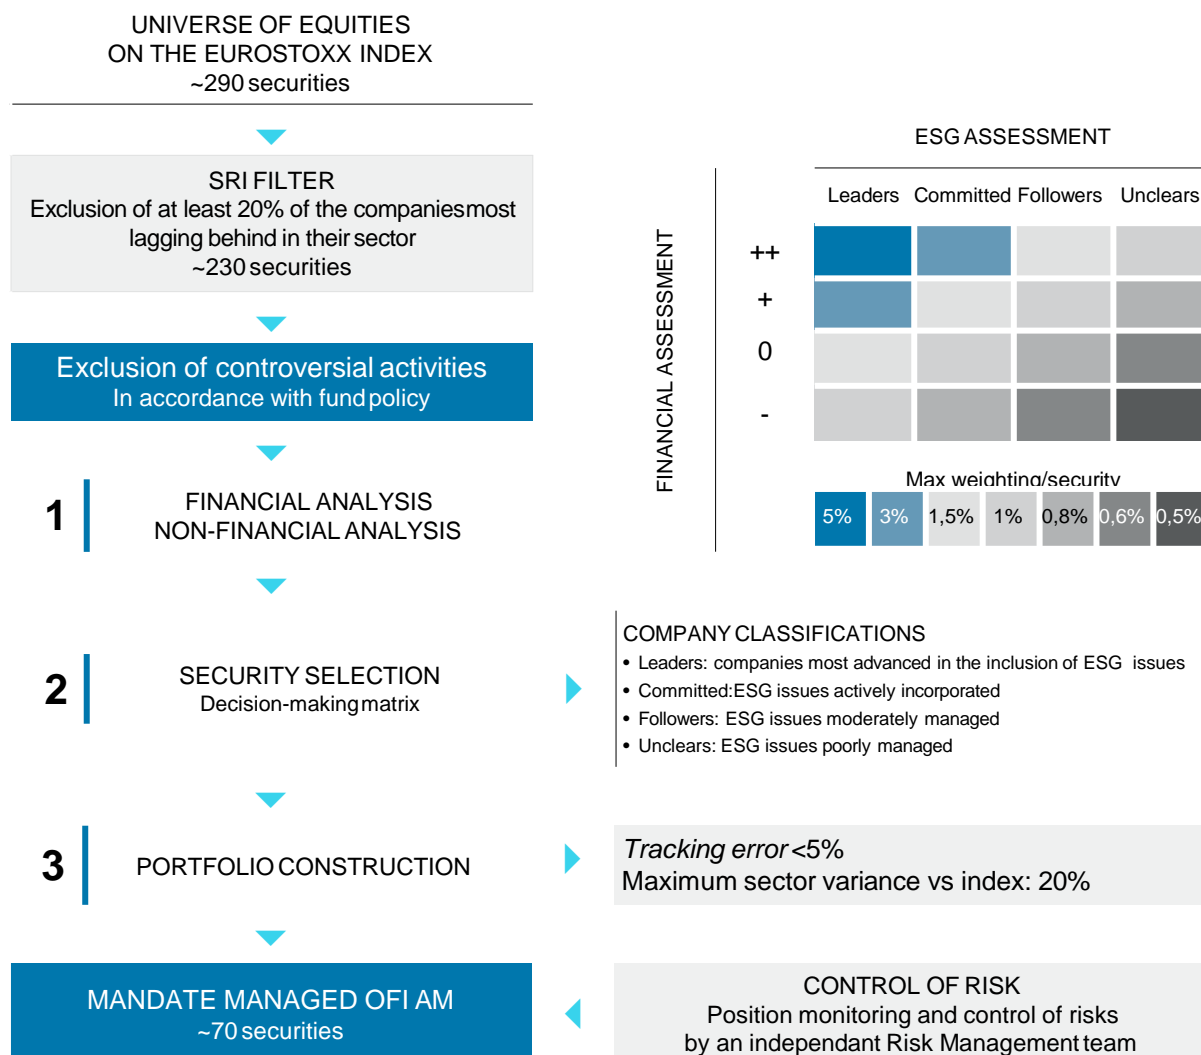 UNIVERSE OF EQUITIES
ON THE EUROSTOXX INDEX
~290 securities
SRI FILTER
Exclusion of at least 20% of the companies most
lagging behind in their sector
~230 securities
Exclusion of controversial activities
In accordance with fund policy
1
FINANCIAL ANALYSIS
NON-FINANCIAL ANALYSIS
2
SECURITY SELECTION
Decision-making matrix
3
PORTFOLIO CONSTRUCTION
MANDATE MANAGED OFI AM
~70 securities
ESG ASSESSMENT
Leaders Committed Followers Unclears
FINANCIAL ASSESSMENT
++
+
0
-
Max weighting/security
5% 3% 1,5% 1% 0,8% 0,6% 0,5%
COMPANY CLASSIFICATIONS
• Leaders: companies most advanced in the inclusion of ESG issues
• Committed:ESG issues actively incorporated
• Followers: ESG issues moderately managed
• Unclears: ESG issues poorly managed
Tracking error <5%
Maximum sector variance vs index: 20%
CONTROL OF RISK
Position monitoring and control of risks
by an independant Risk Management team